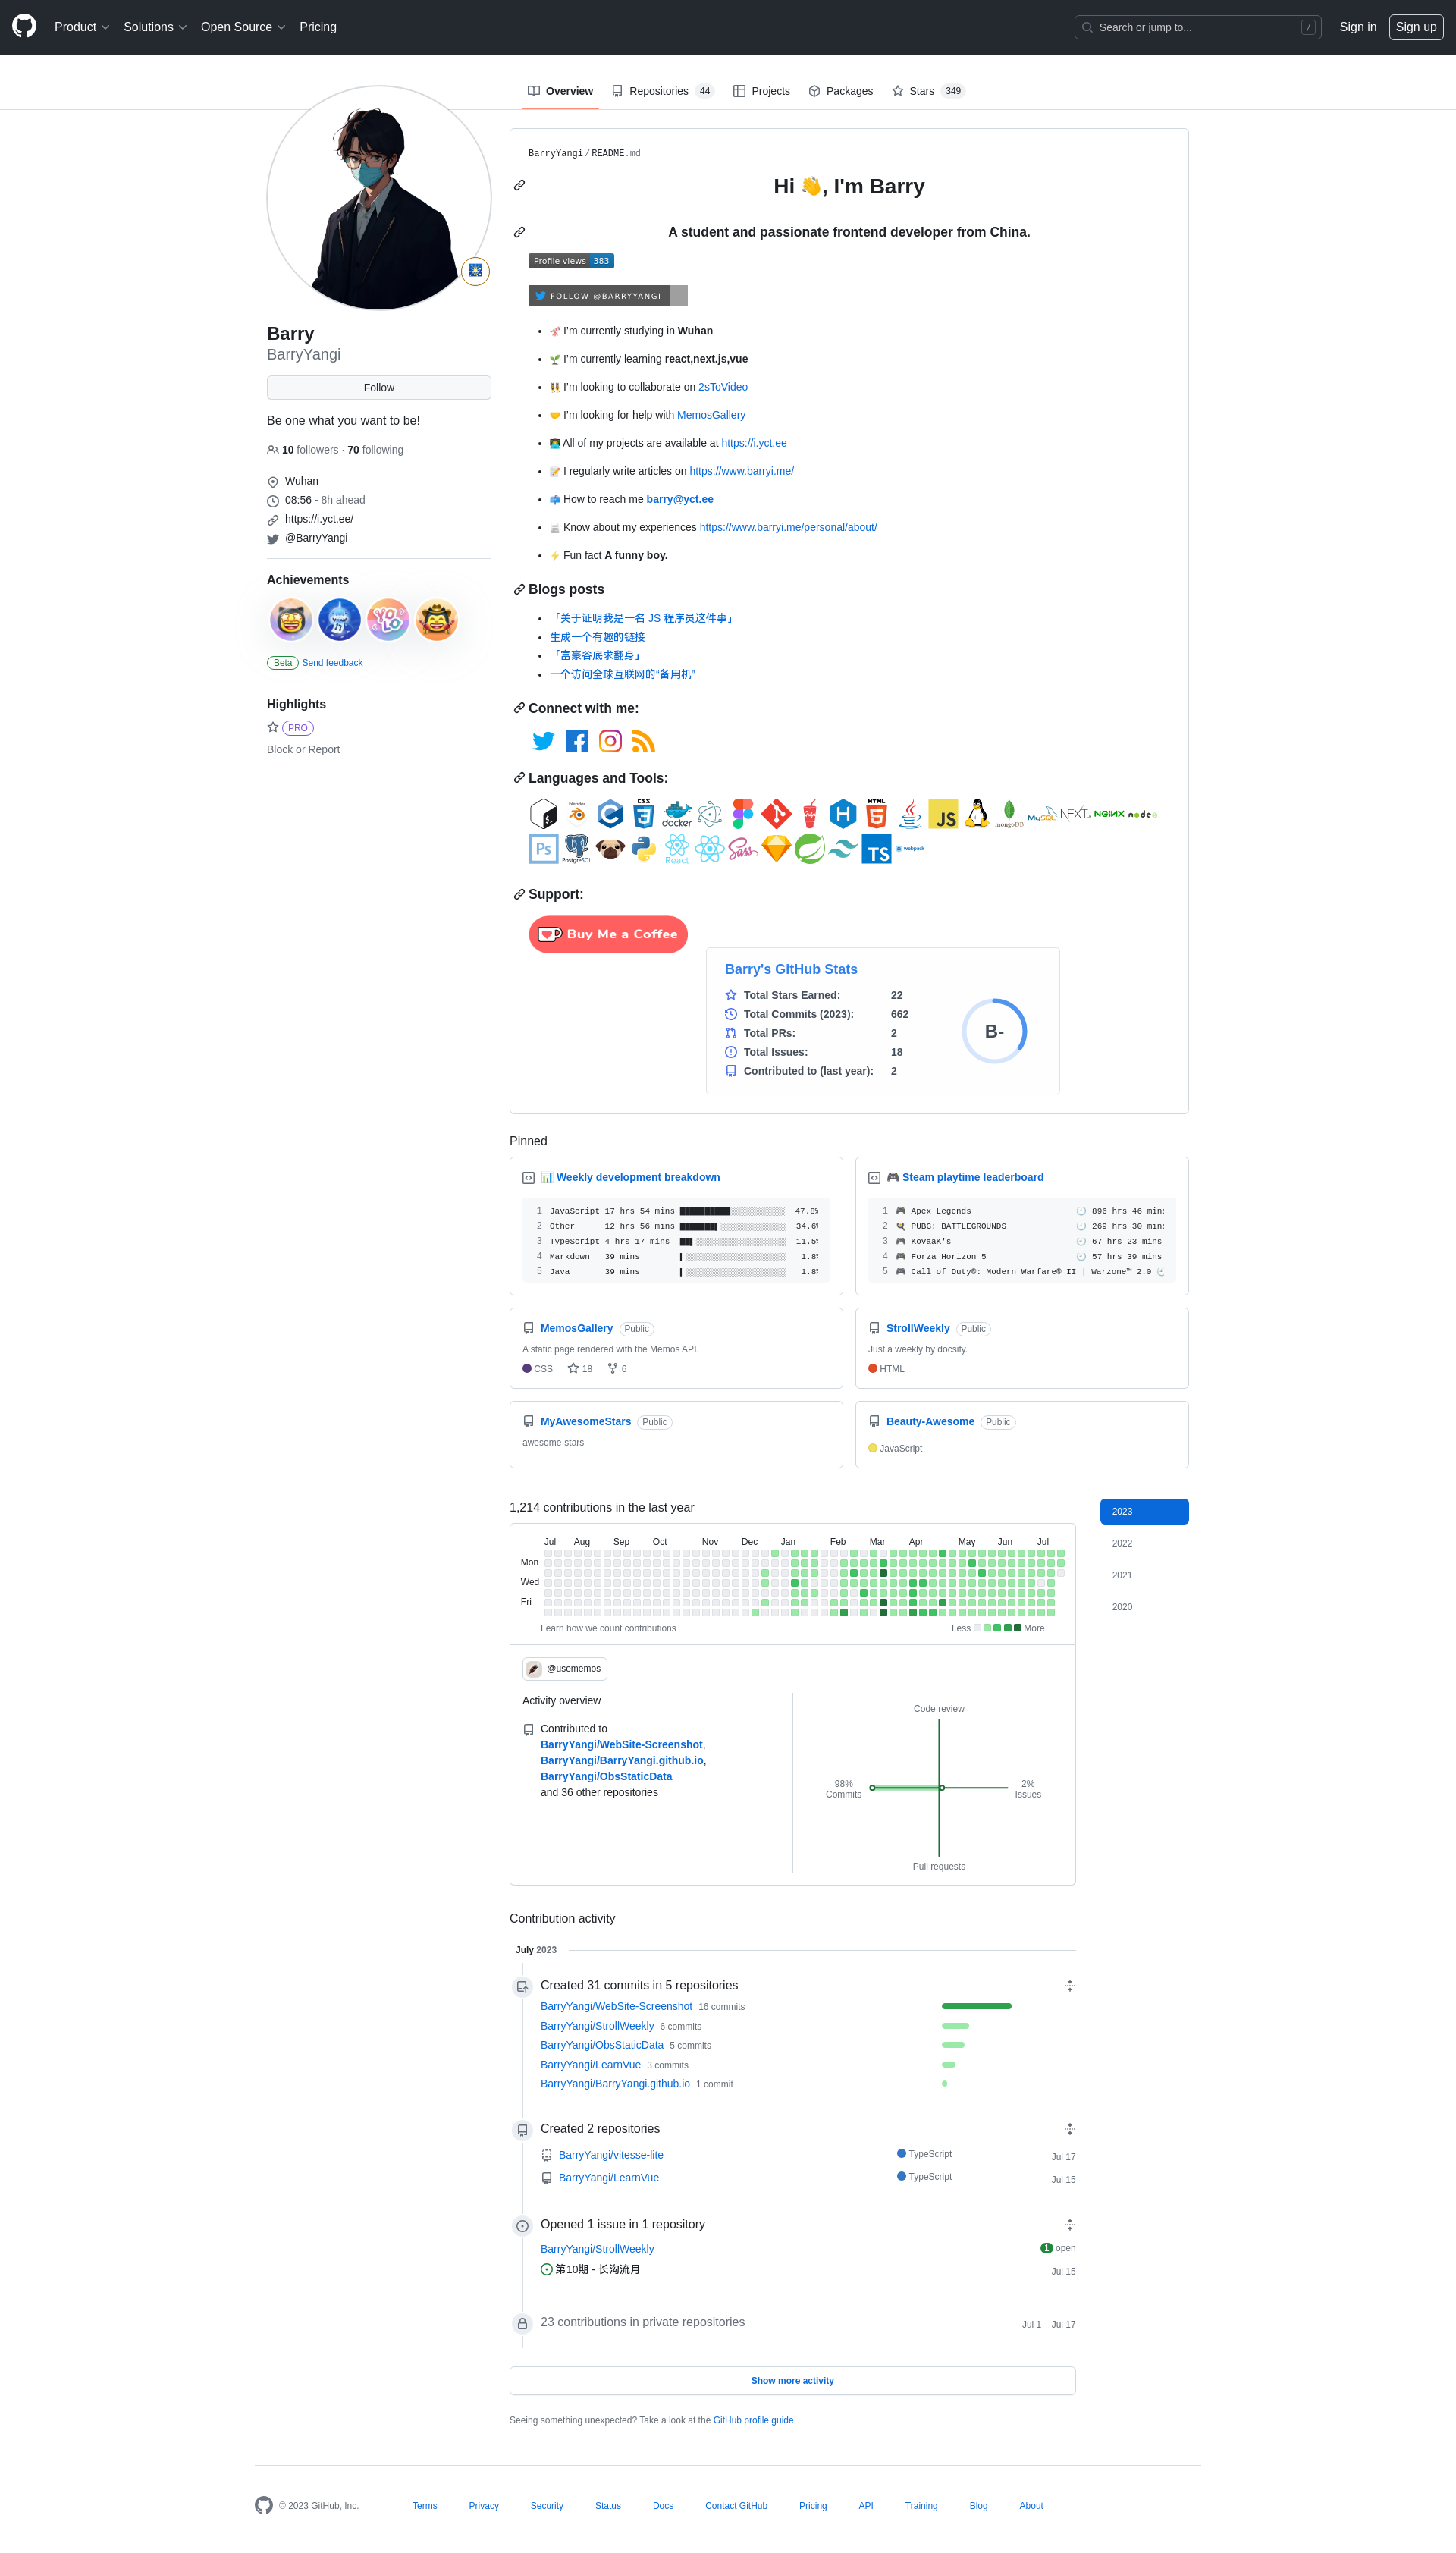 Product Solutions Open Source Pricing
Search or jump to... /
Sign in Sign up
Overview Repositories 44 Projects Packages Stars 349
Barry
BarryYangi
Follow
Be one what you want to be!
10 followers · 70 following
Wuhan
08:56 - 8h ahead
https://i.yct.ee/
@BarryYangi
Achievements
YOLO
Beta Send feedback
Highlights
PRO
Block or Report
BarryYangi/README.md
Hi 👋, I'm Barry
A student and passionate frontend developer from China.
Profile views 383
FOLLOW @BARRYYANGI
I'm currently studying in Wuhan
🌱 I'm currently learning react,next.js,vue
👯 I'm looking to collaborate on 2sToVideo
🤝 I'm looking for help with MemosGallery
👨‍💻 All of my projects are available at https://i.yct.ee
📝 I regularly write articles on https://www.barryi.me/
📫 How to reach me barry@yct.ee
📄 Know about my experiences https://www.barryi.me/personal/about/
⚡ Fun fact A funny boy.
Blogs posts
「关于证明我是一名 JS 程序员这件事」
生成一个有趣的链接
「富豪谷底求翻身」
一个访问全球互联网的“备用机”
Connect with me:
Languages and Tools:
blender C CSS 3 docker H HTML 5 Java JS mongoDB MySQL NEXT NGINX node
Ps PostgreSQL React Sass TS webpack
Support:
Buy Me a Coffee
Barry's GitHub Stats
Total Stars Earned: 22
Total Commits (2023): 662
Total PRs: 2
Total Issues: 18
Contributed to (last year): 2
B-
Pinned
📊 Weekly development breakdown
1 JavaScript 17 hrs 54 mins 47.8%
2 Other 12 hrs 56 mins 34.6%
3 TypeScript 4 hrs 17 mins 11.5%
4 Markdown 39 mins 1.8%
5 Java 39 mins 1.8%
🎮 Steam playtime leaderboard
1 🎮 Apex Legends 🕘 896 hrs 46 mins
2 🍳 PUBG: BATTLEGROUNDS 🕘 269 hrs 30 mins
3 🎮 KovaaK's 🕘 67 hrs 23 mins
4 🎮 Forza Horizon 5 🕘 57 hrs 39 mins
5 🎮 Call of Duty®: Modern Warfare® II | Warzone™ 2.0 🕘
MemosGallery Public
A static page rendered with the Memos API.
CSS 18 6
StrollWeekly Public
Just a weekly by docsify.
HTML
MyAwesomeStars Public
awesome-stars
Beauty-Awesome Public
JavaScript
1,214 contributions in the last year
2023
2022
2021
2020
Jul Aug Sep Oct Nov Dec Jan Feb Mar Apr May Jun Jul
Mon
Wed
Fri
Learn how we count contributions
Less More
@usememos
Activity overview
Contributed to
BarryYangi/WebSite-Screenshot,
BarryYangi/BarryYangi.github.io,
BarryYangi/ObsStaticData
and 36 other repositories
Code review
98%
Commits
2%
Issues
Pull requests
Contribution activity
July 2023
Created 31 commits in 5 repositories
BarryYangi/WebSite-Screenshot 16 commits
BarryYangi/StrollWeekly 6 commits
BarryYangi/ObsStaticData 5 commits
BarryYangi/LearnVue 3 commits
BarryYangi/BarryYangi.github.io 1 commit
Created 2 repositories
BarryYangi/vitesse-lite TypeScript Jul 17
BarryYangi/LearnVue TypeScript Jul 15
Opened 1 issue in 1 repository
BarryYangi/StrollWeekly 1 open
第10期 - 长沟流月 Jul 15
23 contributions in private repositories Jul 1 – Jul 17
Show more activity
Seeing something unexpected? Take a look at the GitHub profile guide.
© 2023 GitHub, Inc. Terms Privacy Security Status Docs Contact GitHub Pricing API Training Blog About